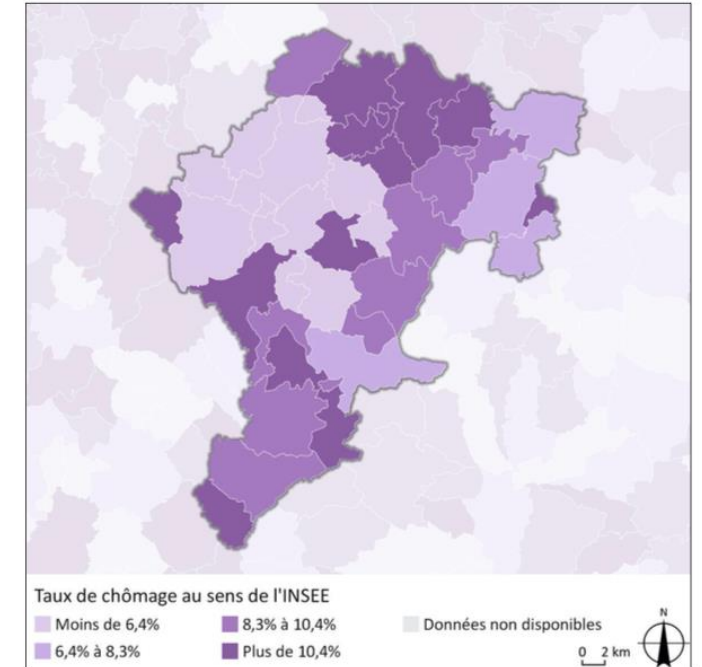 Taux de chômage au sens de l'INSEE
Moins de 6,4%
8,3% à 10,4%
Données non disponibles
6,4% à 8,3%
Plus de 10,4%
0 2 km
N